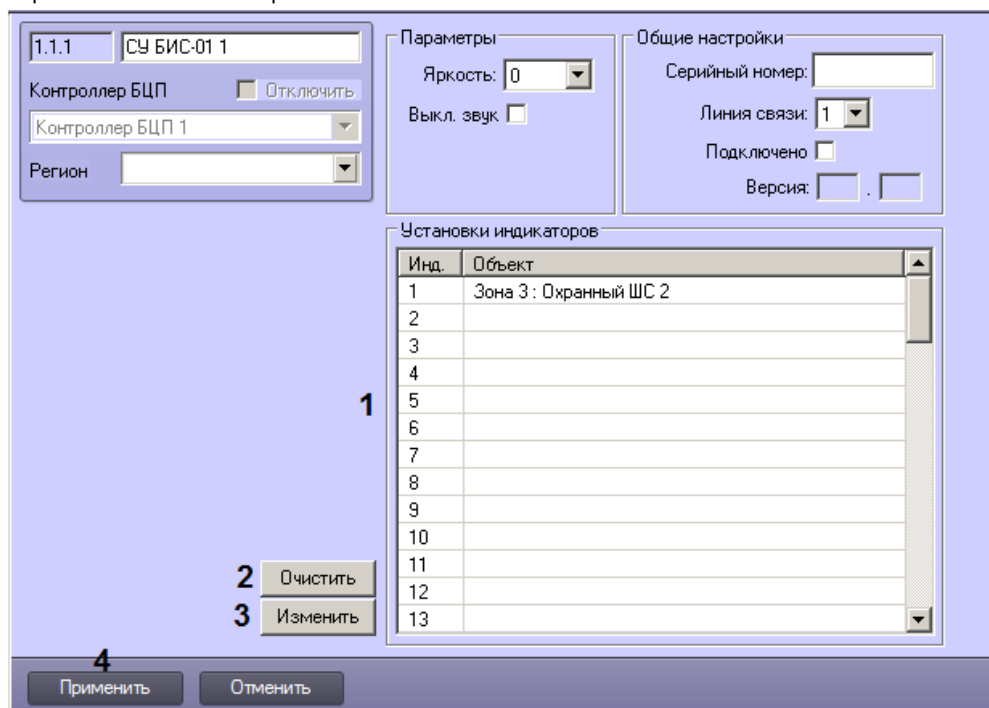 1.1.1 СУ БИС-01 1
Контроллер БЦП Отключить
Контроллер БЦП 1
Регион
Параметры
Яркость: 0
Выкл. звук
Общие настройки
Серийный номер:
Линия связи: 1
Подключено
Версия: .
Установки индикаторов
Инд. Объект
1 Зона 3 : Охранный ШС 2
2
3
4
5
6
7
8
9
10
11
12
13
1
2 Очистить
3 Изменить
4
Применить Отменить